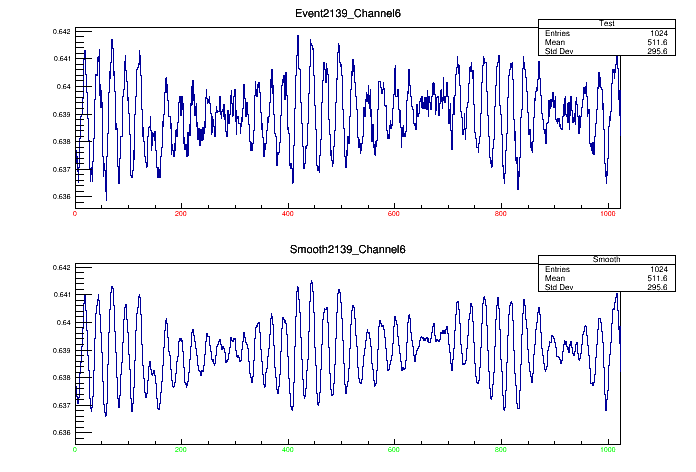 Event2139_Channel6
Test
Entries 1024
Mean 511.6
Std Dev 295.6
0.642
0.641
0.64
0.639
0.638
0.637
0.636
0 200 400 600 800 1000
Smooth2139_Channel6
Smooth
Entries 1024
Mean 511.6
Std Dev 295.6
0.642
0.641
0.64
0.639
0.638
0.637
0.636
0 200 400 600 800 1000